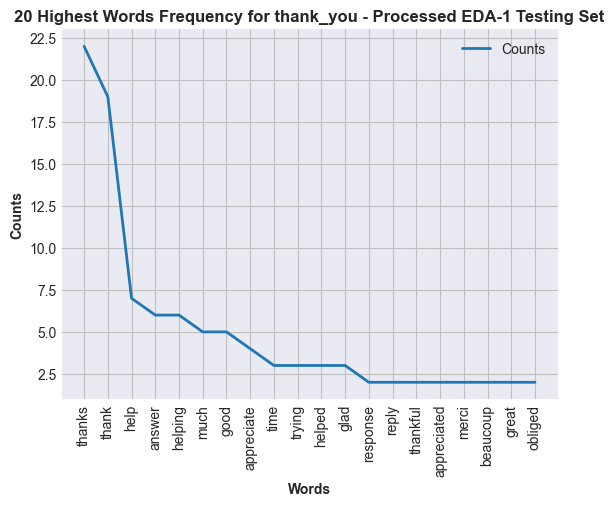 20 Highest Words Frequency for thank_you - Processed EDA-1 Testing Set
Counts
22.5
20.0
17.5
15.0
12.5
10.0
7.5
5.0
2.5
Counts
thanks
thank
help
answer
helping
much
good
appreciate
time
trying
helped
glad
response
reply
thankful
appreciated
merci
beaucoup
great
obliged
Words